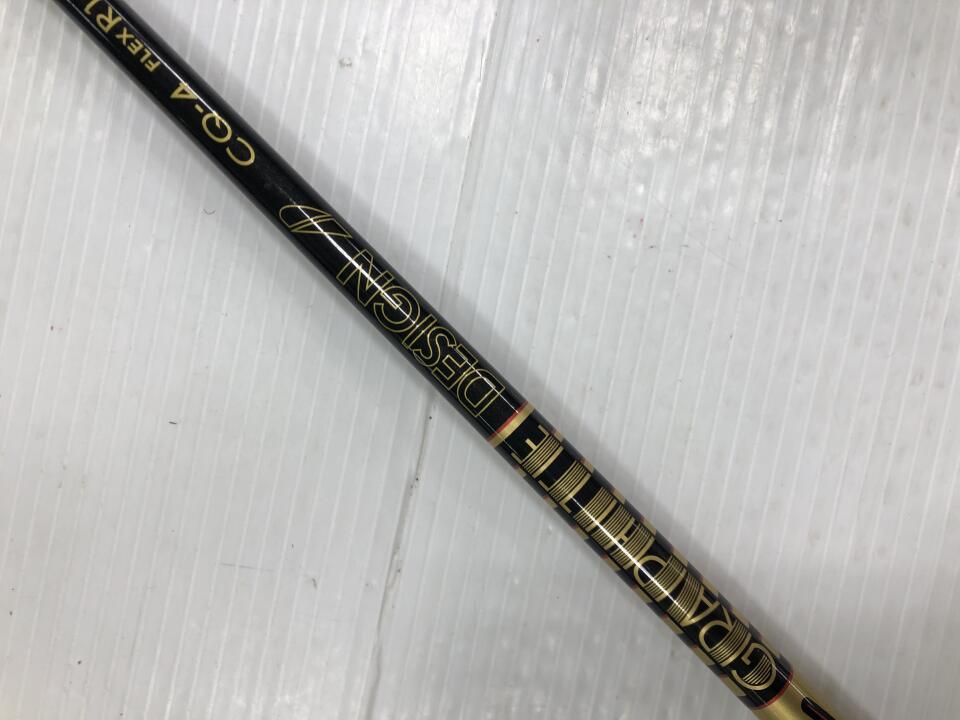 GRAPHITE
DESIGN
CQ-4 FLEX R1